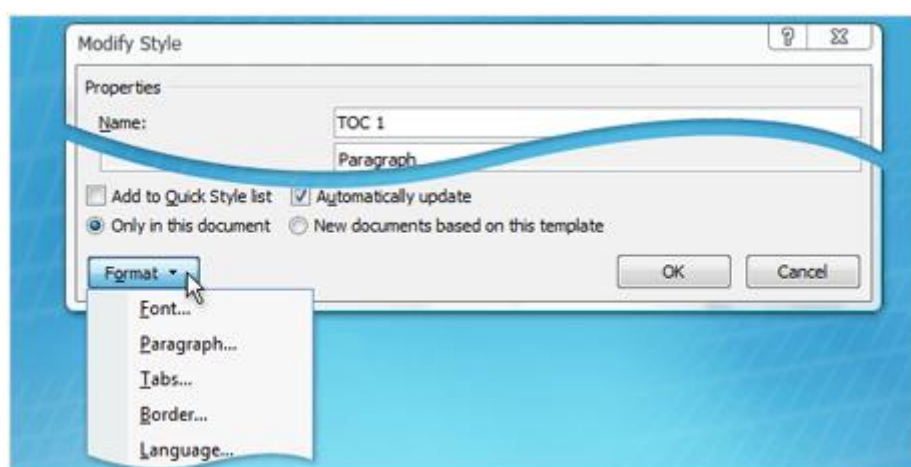 Modify Style
Properties
Name: TOC 1
Paragraph
Add to Quick Style list Automatically update
Only in this document New documents based on this template
Format OK Cancel
Font...
Paragraph...
Tabs...
Border...
Language...